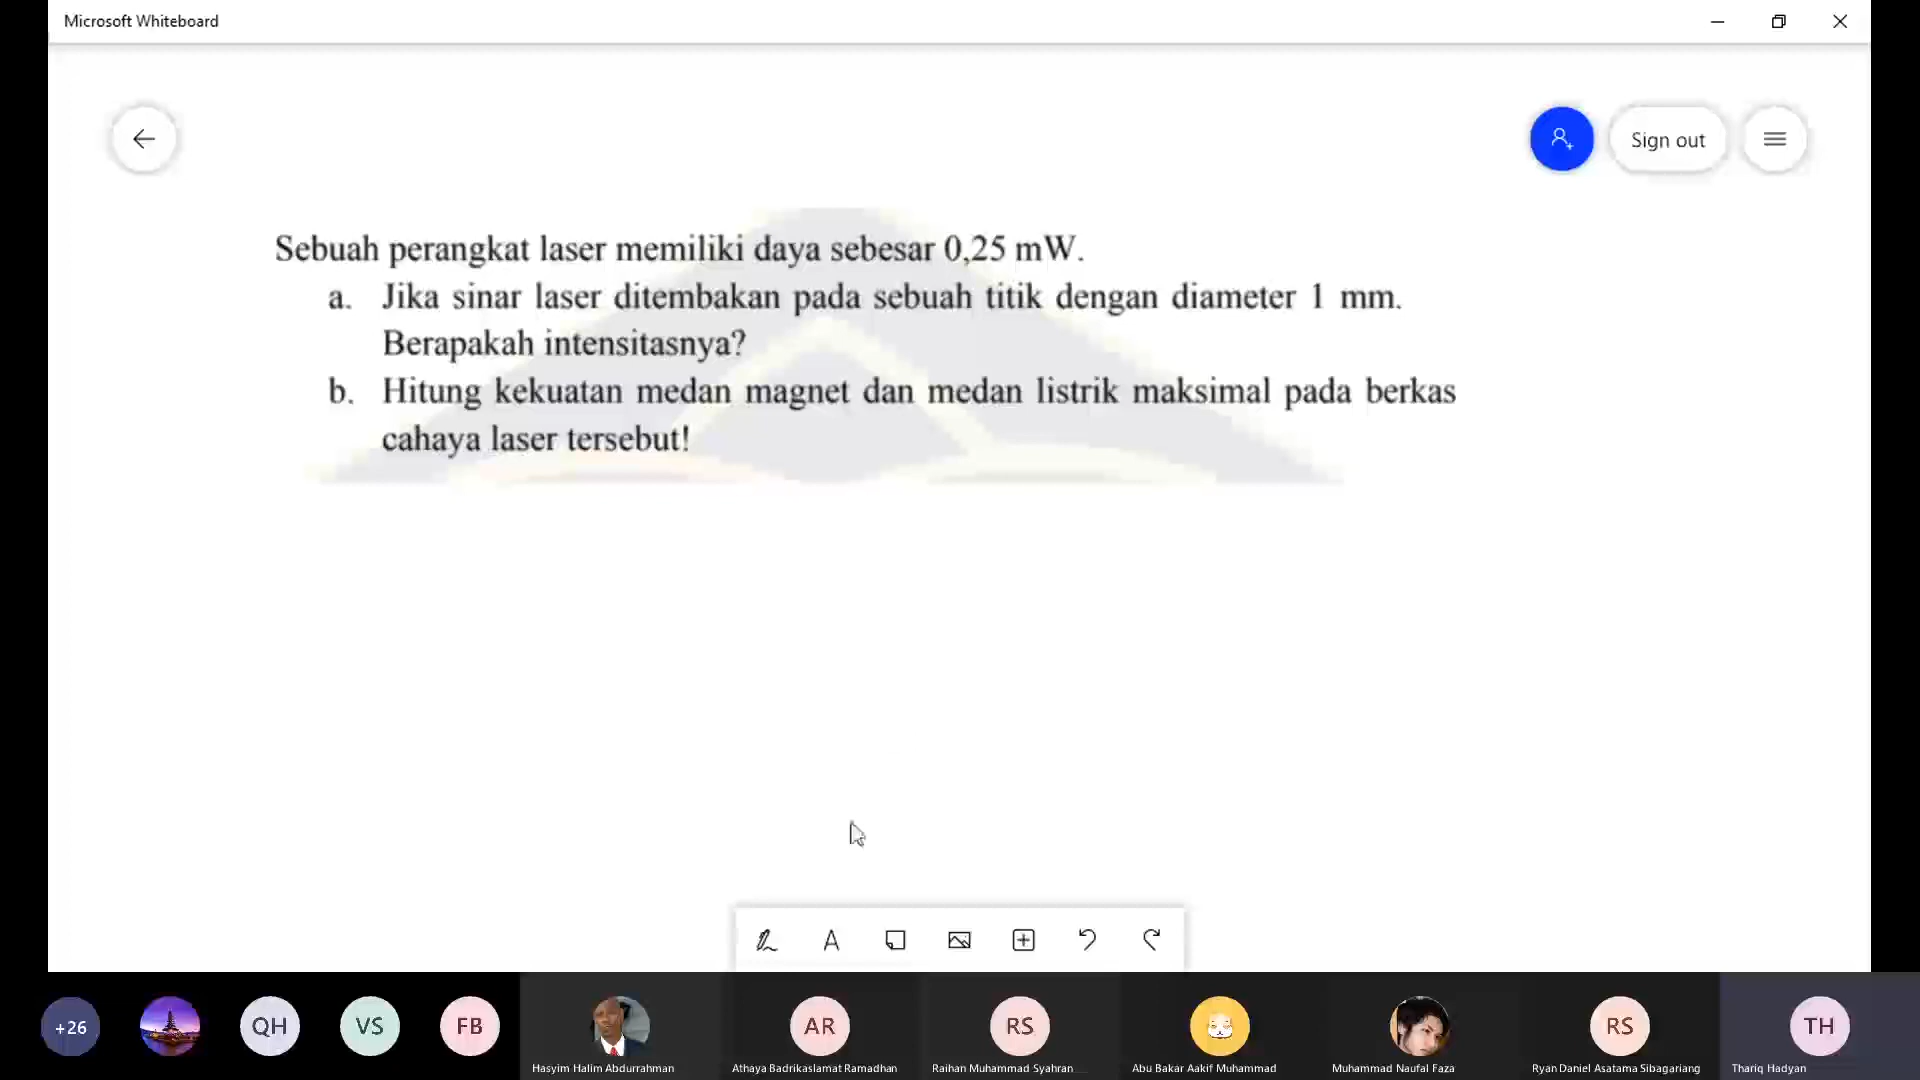 Microsoft Whiteboard
Sign out
Sebuah perangkat laser memiliki daya sebesar 0,25 mW.
a. Jika sinar laser ditembakan pada sebuah titik dengan diameter 1 mm.
Berapakah intensitasnya?
b. Hitung kekuatan medan magnet dan medan listrik maksimal pada berkas
cahaya laser tersebut!
A
+26
QH
VS
FB
AR
RS
RS
TH
Hasyim Halim Abdurrahman
Athaya Badrikaslamat Ramadhan
Raihan Muhammad Syahran...
Abu Bakar Aakif Muhammad
Muhammad Naufal Faza
Ryan Daniel Asatama Sibagariang
Thariq Hadyan